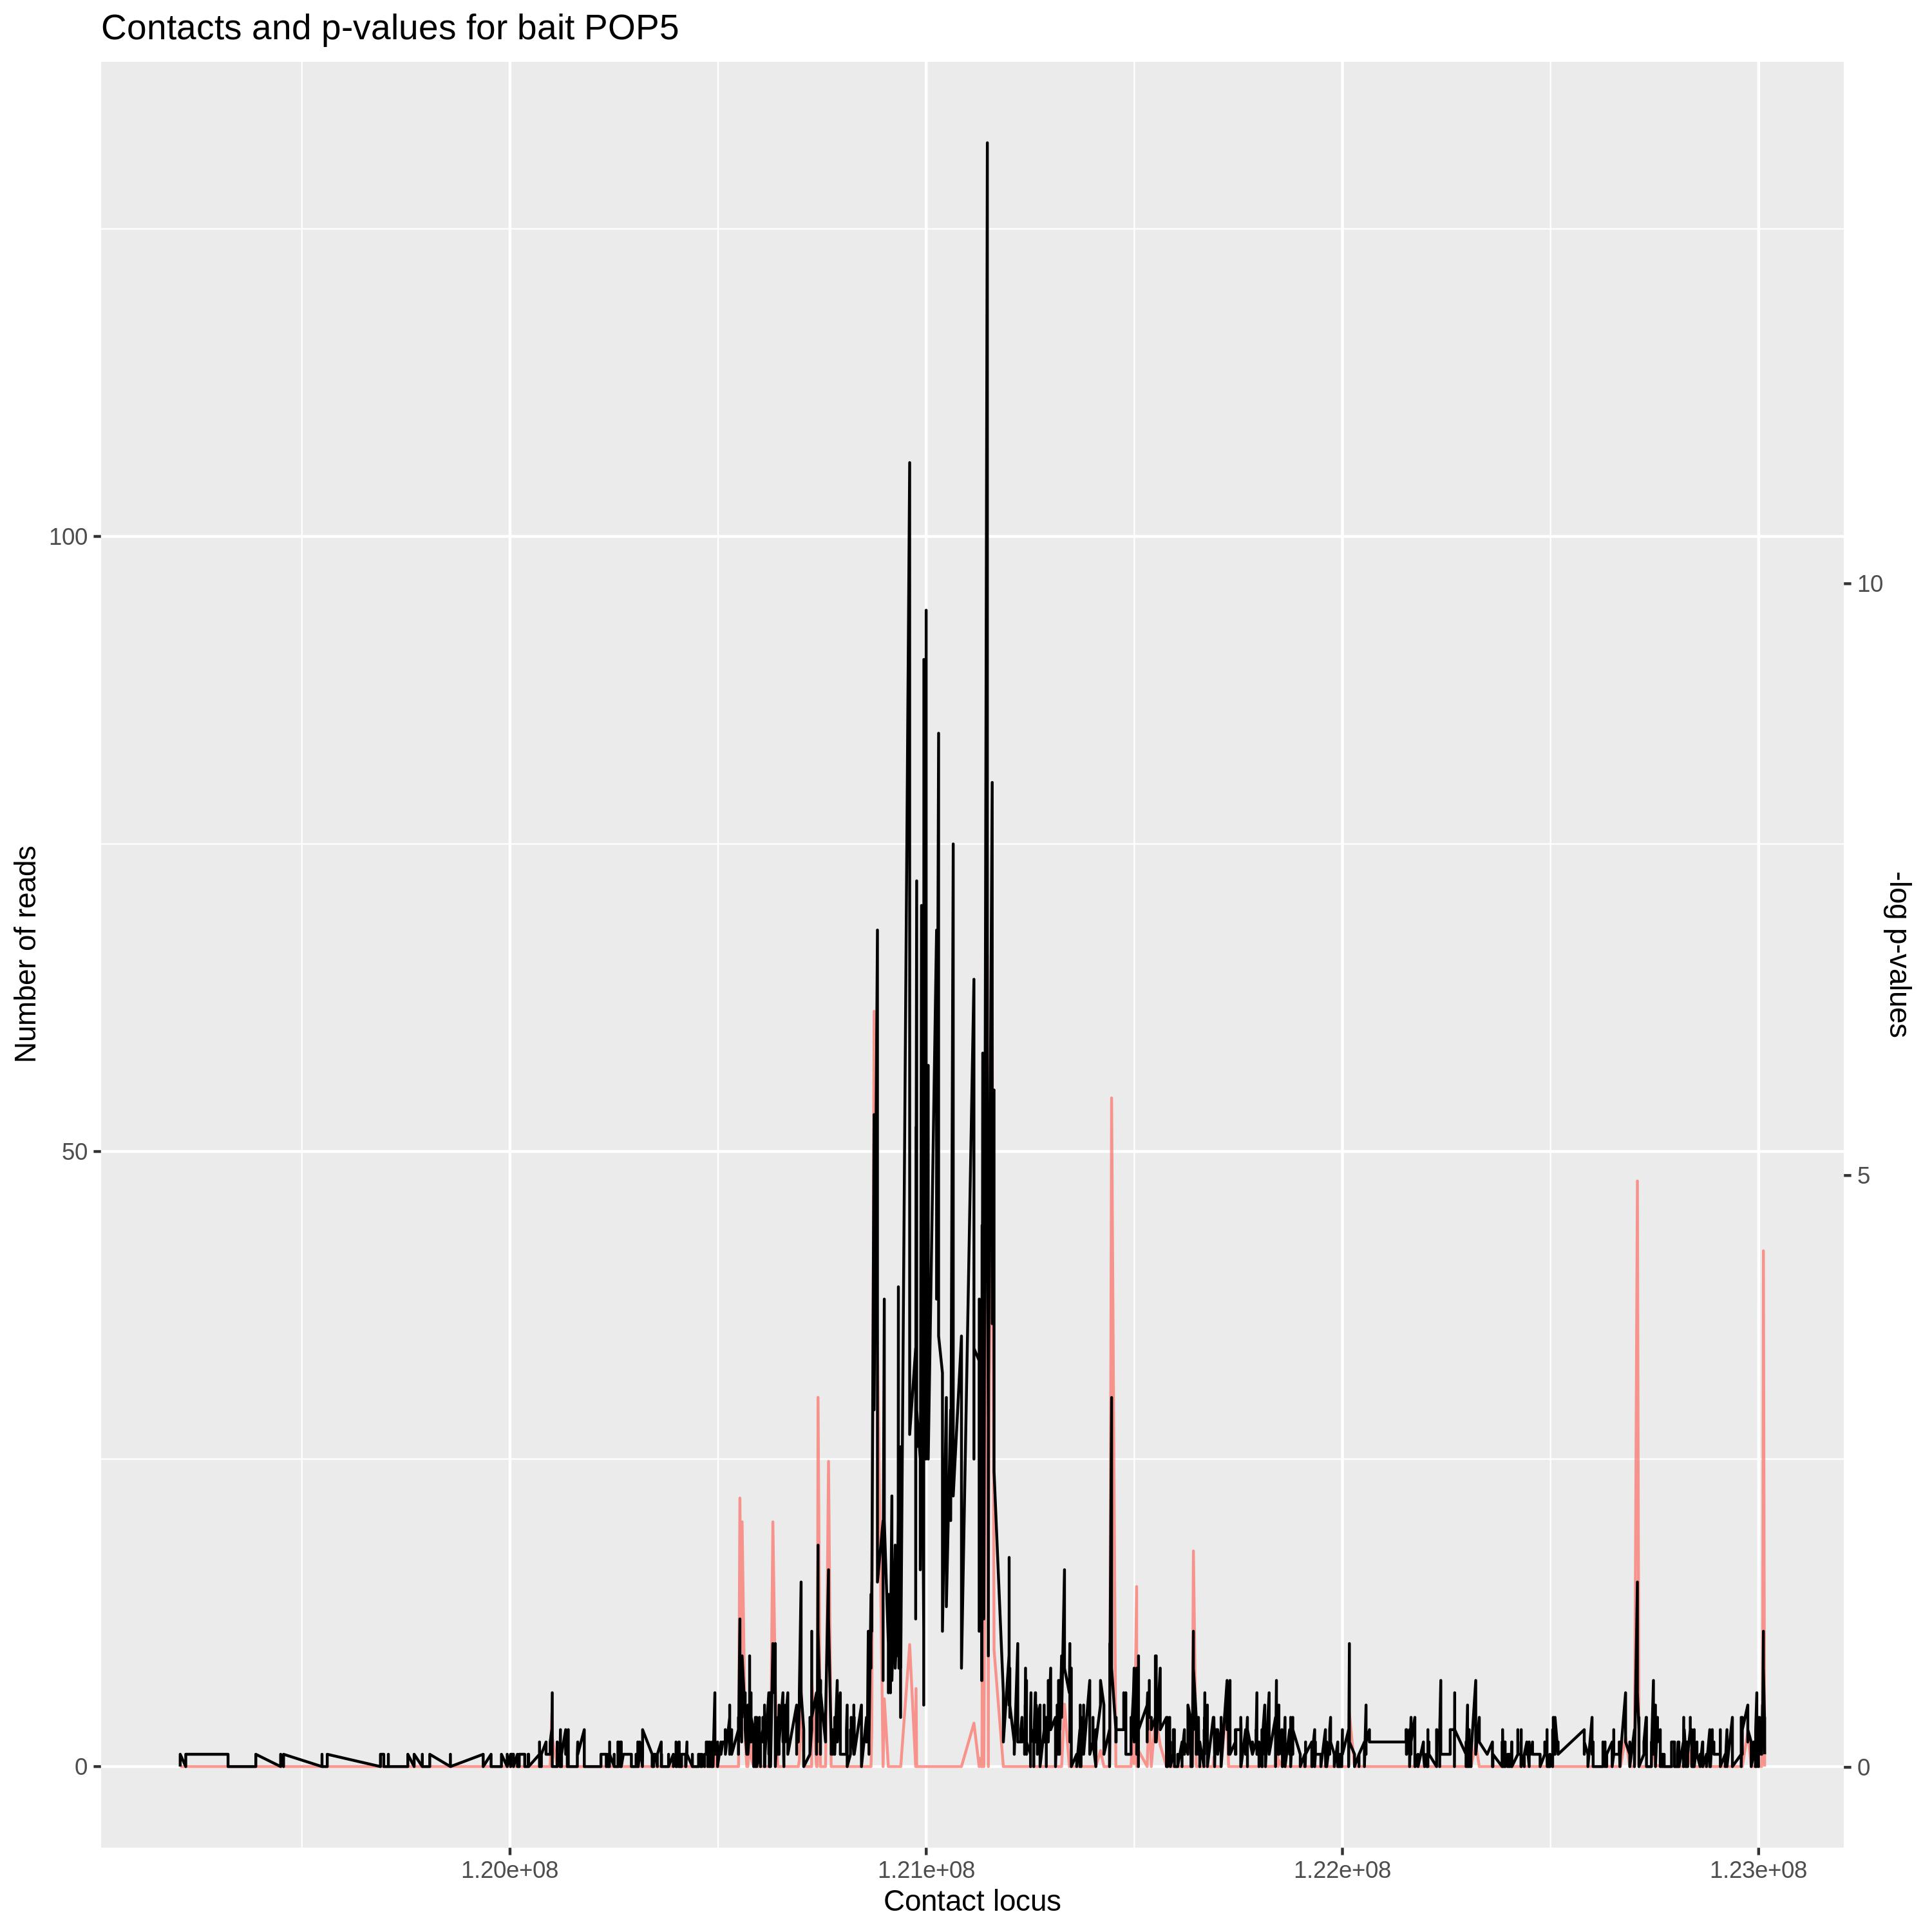 Contacts and p-values for bait POP5
Number of reads
100
50
0
10
5
0
-log p-values
1.20e+08
1.21e+08
1.22e+08
1.23e+08
Contact locus